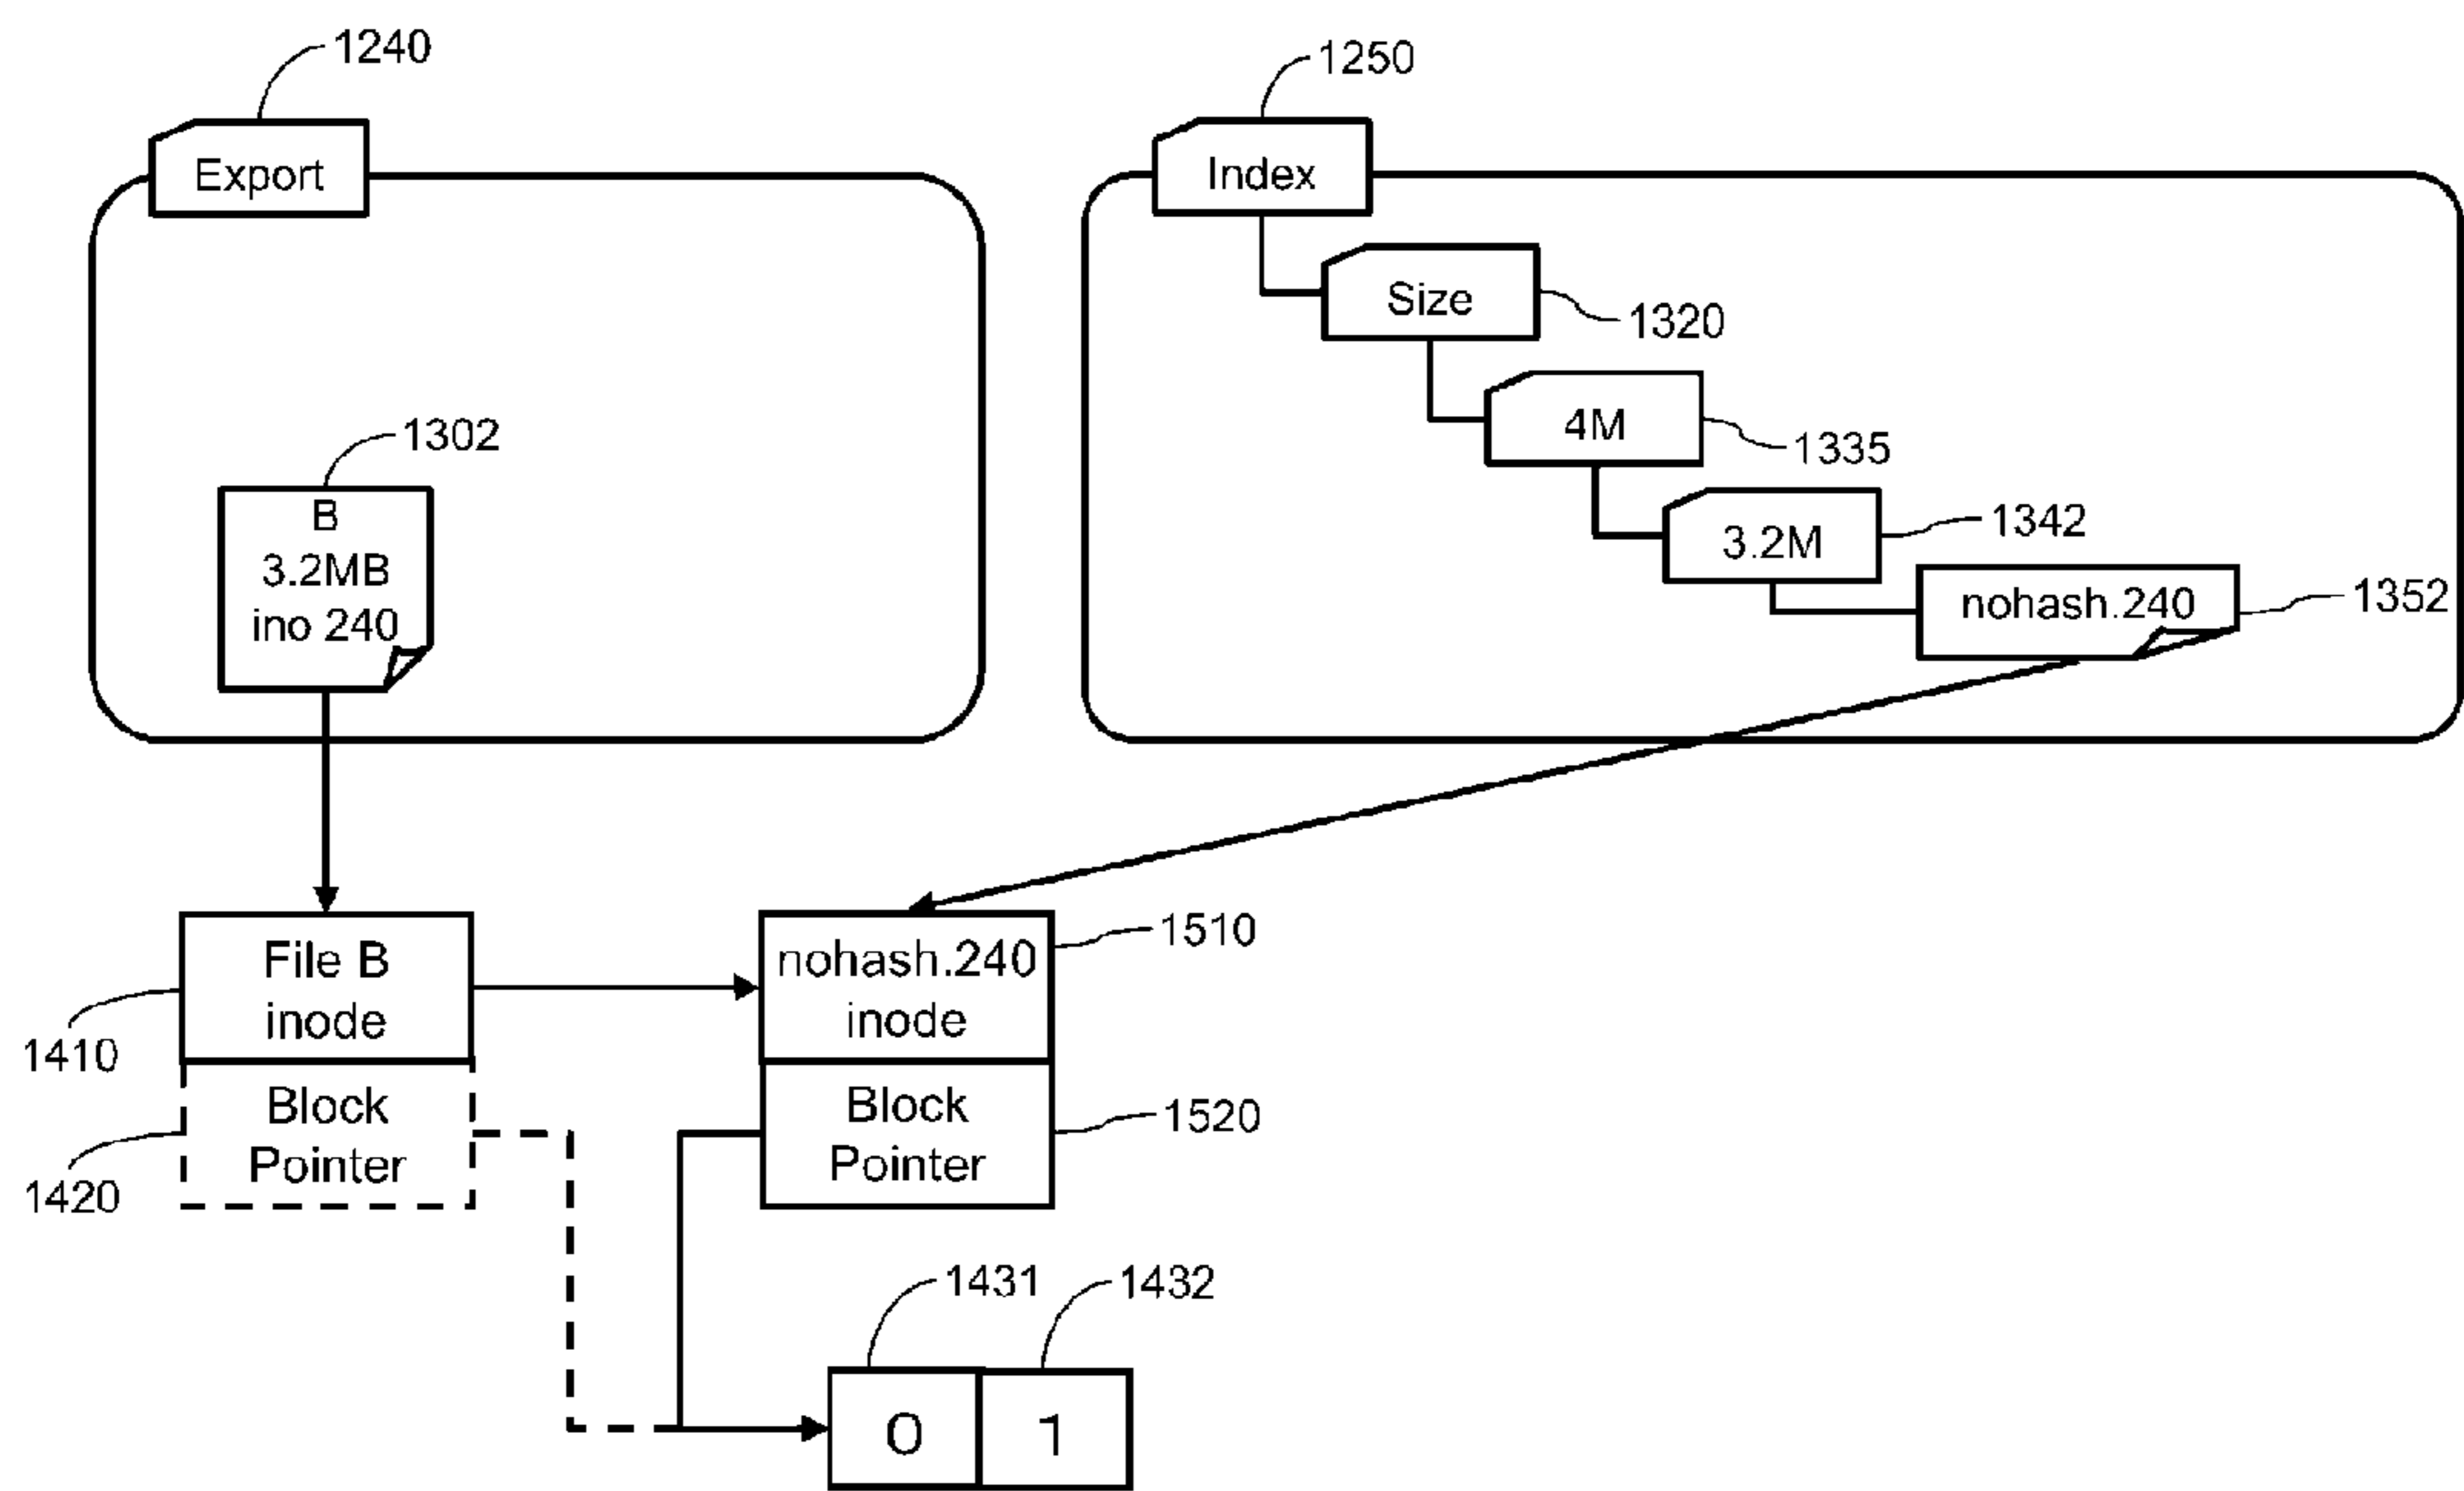 1240
Export
1302
B
3.2MB
ino 240
1250
Index
Size
1320
4M
1335
3.2M
1342
nohash.240
1352
File B
inode
1410
Block
Pointer
1420
nohash.240
inode
1510
Block
Pointer
1520
1431
1432
0
1